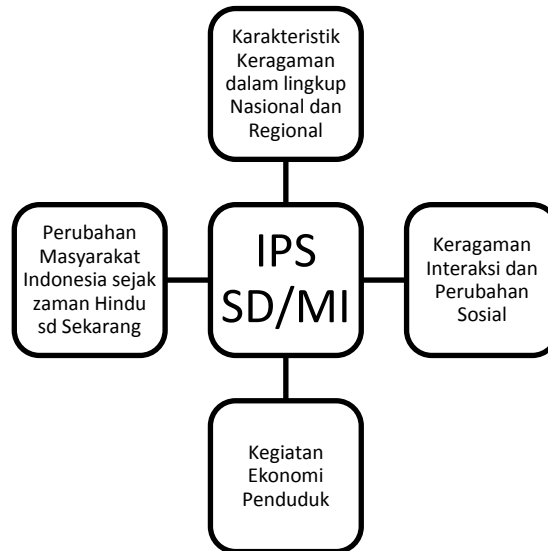 Karakteristik
Keragaman
dalam lingkup
Nasional dan
Regional
Perubahan
Masyarakat
Indonesia sejak
zaman Hindu
sd Sekarang
IPS
SD/MI
Keragaman
Interaksi dan
Perubahan
Sosial
Kegiatan
Ekonomi
Penduduk